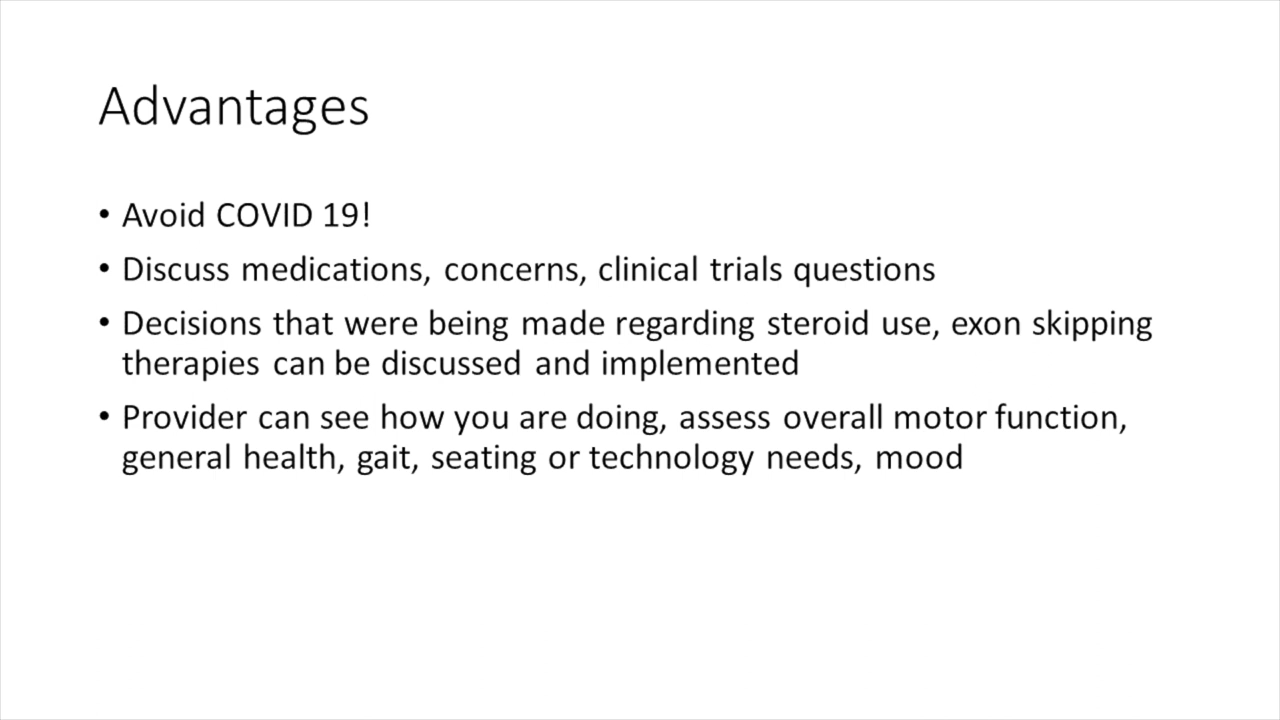 Advantages
• Avoid COVID 19!
• Discuss medications, concerns, clinical trials questions
• Decisions that were being made regarding steroid use, exon skipping
therapies can be discussed and implemented
• Provider can see how you are doing, assess overall motor function,
general health, gait, seating or technology needs, mood